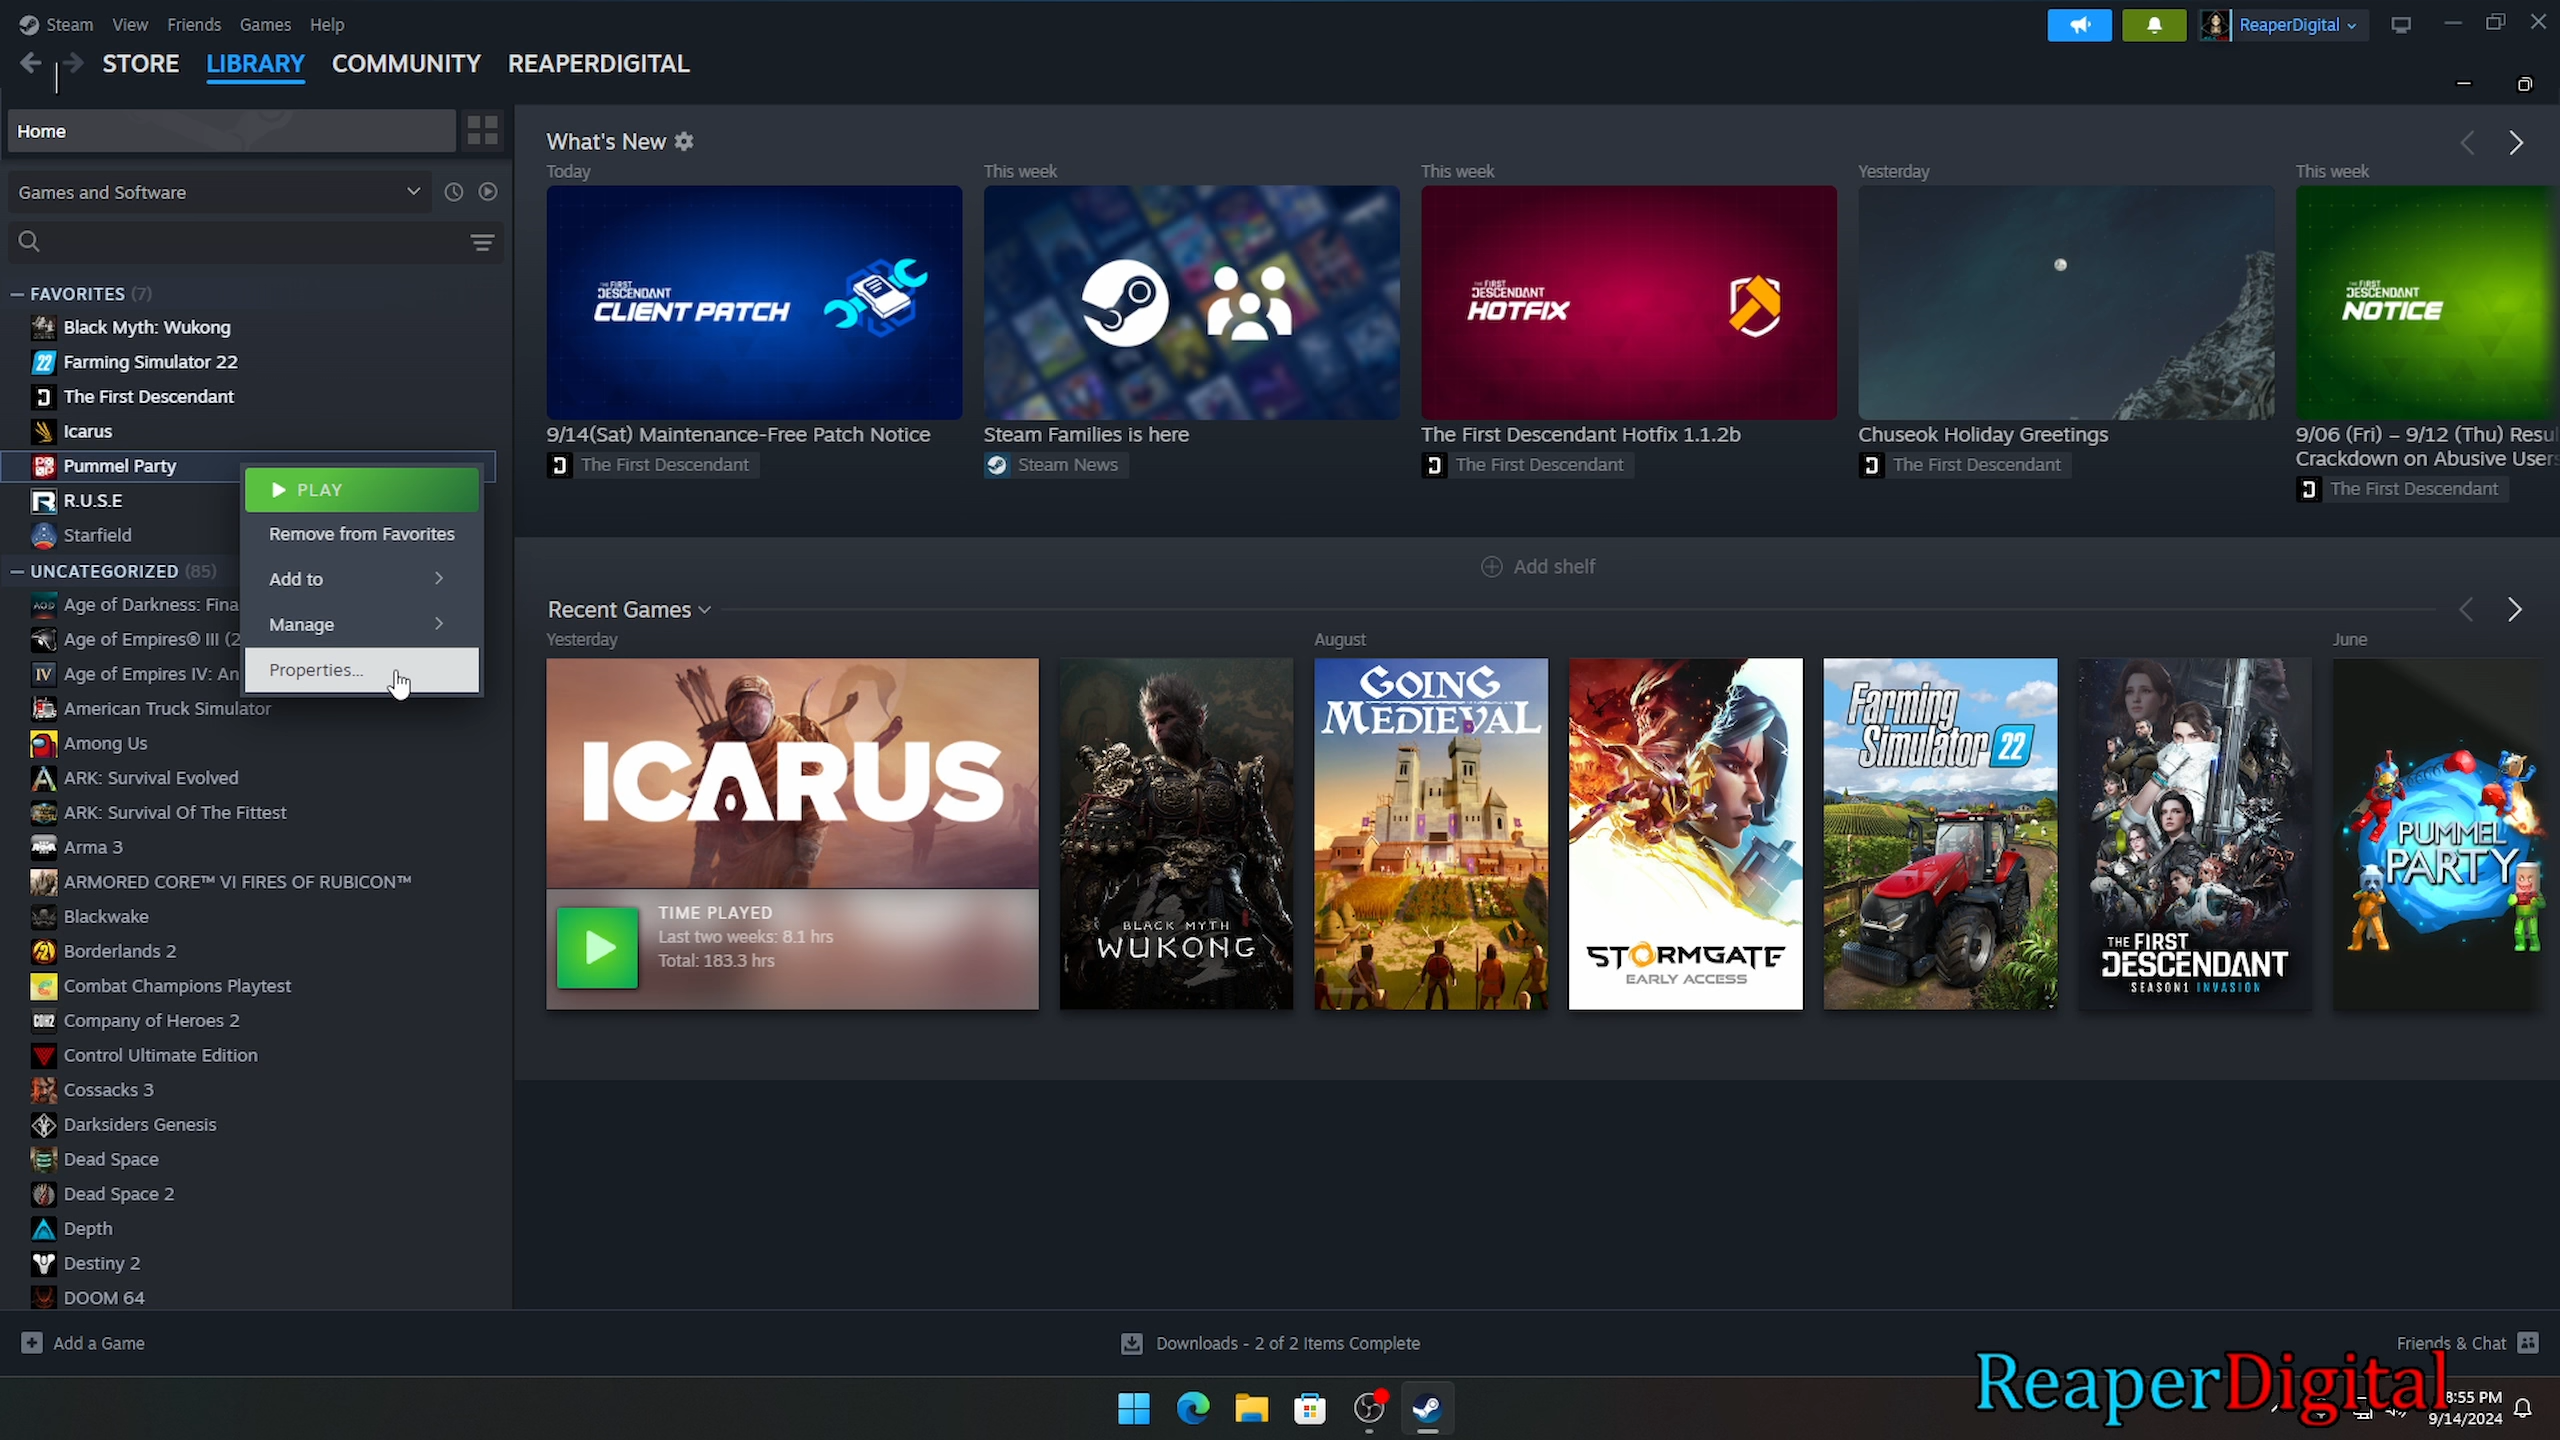 Steam View Friends Games Help
ReaperDigital
STORE LIBRARY COMMUNITY REAPERDIGITAL
Home
Games and Software
FAVORITES (7)
Black Myth: Wukong
Farming Simulator 22
The First Descendant
Icarus
Pummel Party
R.U.S.E
Starfield
UNCATEGORIZED (85)
Age of Darkness: Fina
Age of Empires® III (2
Age of Empires IV: An
American Truck Simulator
Among Us
ARK: Survival Evolved
ARK: Survival Of The Fittest
Arma 3
ARMORED CORE™ VI FIRES OF RUBICON™
Blackwake
Borderlands 2
Combat Champions Playtest
Company of Heroes 2
Control Ultimate Edition
Cossacks 3
Darksiders Genesis
Dead Space
Dead Space 2
Depth
Destiny 2
DOOM 64
PLAY
Remove from Favorites
Add to
Manage
Properties...
What's New
Today
THE FIRST
DESCENDANT
CLIENT PATCH
9/14(Sat) Maintenance-Free Patch Notice
The First Descendant
This week
Steam Families is here
Steam News
This week
THE FIRST
DESCENDANT
HOTFIX
The First Descendant Hotfix 1.1.2b
The First Descendant
Yesterday
Chuseok Holiday Greetings
The First Descendant
This week
THE FIRST
DESCENDANT
NOTICE
9/06 (Fri) – 9/12 (Thu) Resul
Crackdown on Abusive Users
The First Descendant
Add shelf
Recent Games
Yesterday
ICARUS
TIME PLAYED
Last two weeks: 8.1 hrs
Total: 183.3 hrs
BLACK MYTH
WUKONG
August
GOING
MEDIEVAL
STORMGATE
EARLY ACCESS
Farming
Simulator 22
THE FIRST
DESCENDANT
SEASON1 INVASION
June
PUMMEL
PARTY
Add a Game
Downloads - 2 of 2 Items Complete
Friends & Chat
ReaperDigital
8:55 PM
9/14/2024